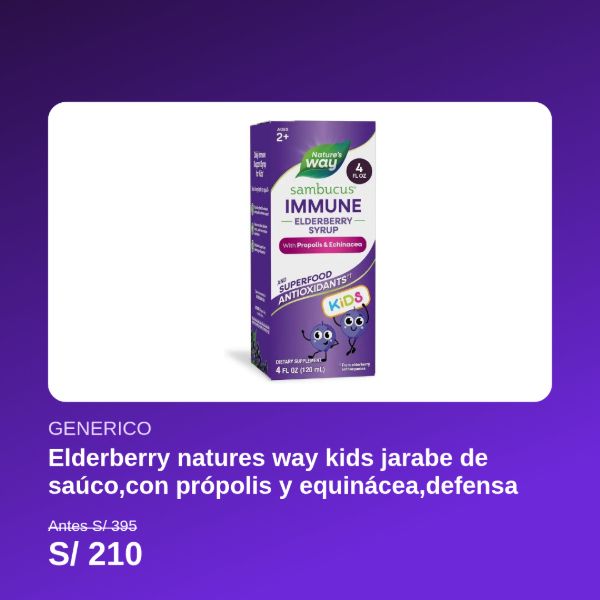 AGES
2+
Nature's
way
4
FL OZ
sambucus
IMMUNE
ELDERBERRY
SYRUP
With Propolis & Echinacea
AND
SUPERFOOD
ANTIOXIDANTS
KiDS
DIETARY SUPPLEMENT
4 FL OZ (120 mL)
GENERICO
Elderberry natures way kids jarabe de
saúco,con própolis y equinácea,defensa
Antes S/ 395
S/ 210